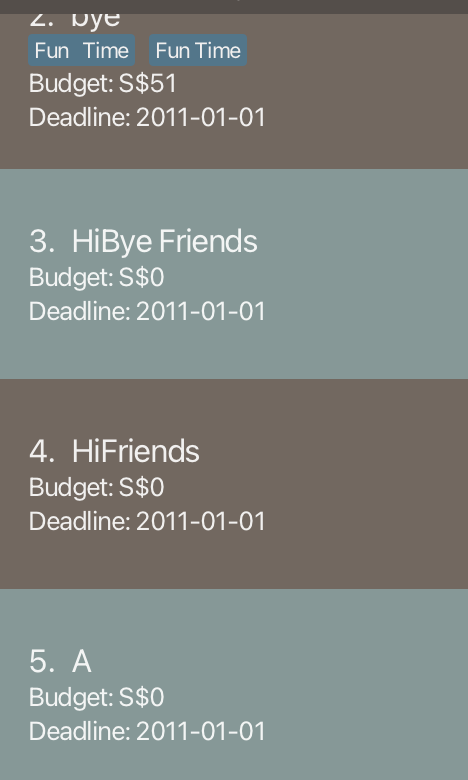 2. bye
Fun   Time  Fun Time
Budget: S$51
Deadline: 2011-01-01
3. HiBye Friends
Budget: S$0
Deadline: 2011-01-01
4. HiFriends
Budget: S$0
Deadline: 2011-01-01
5. A
Budget: S$0
Deadline: 2011-01-01